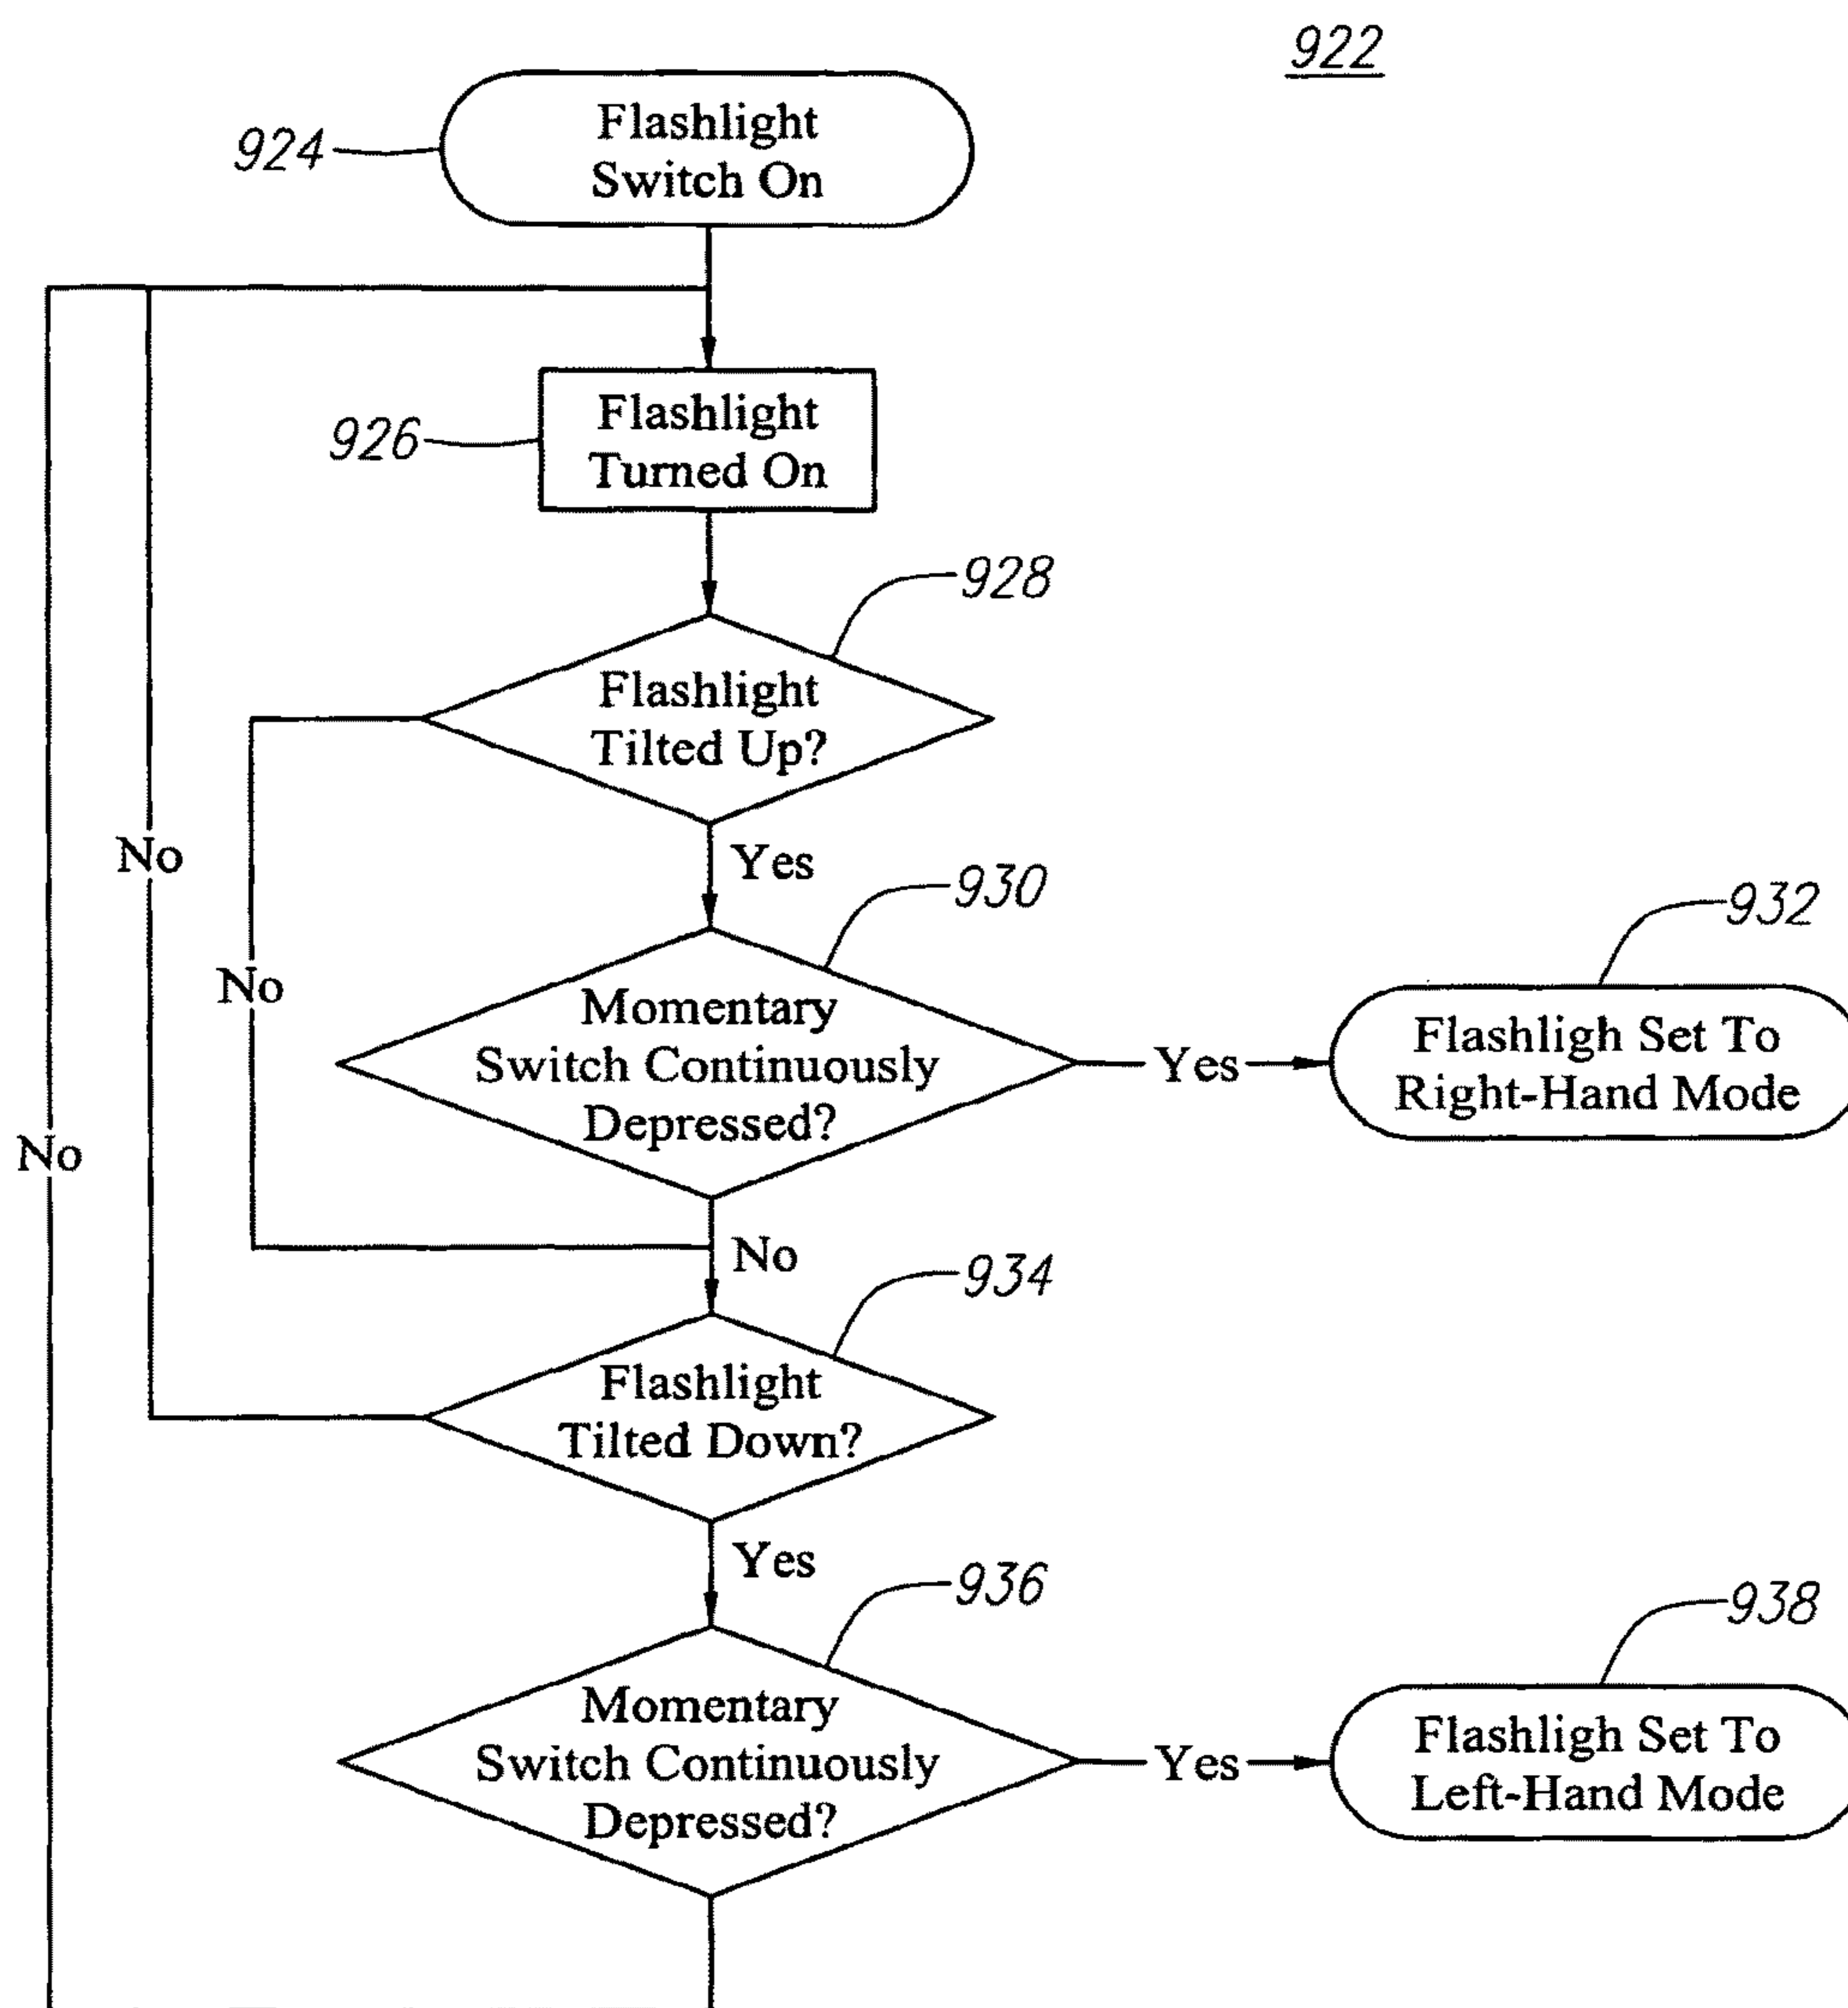 922
924
Flashlight
Switch On
926
Flashlight
Turned On
928
Flashlight
Tilted Up?
No
Yes
No
930
Momentary
Switch Continuously
Depressed?
Yes
932
Flashligh Set To
Right-Hand Mode
No
No
934
Flashlight
Tilted Down?
Yes
936
Momentary
Switch Continuously
Depressed?
Yes
938
Flashligh Set To
Left-Hand Mode